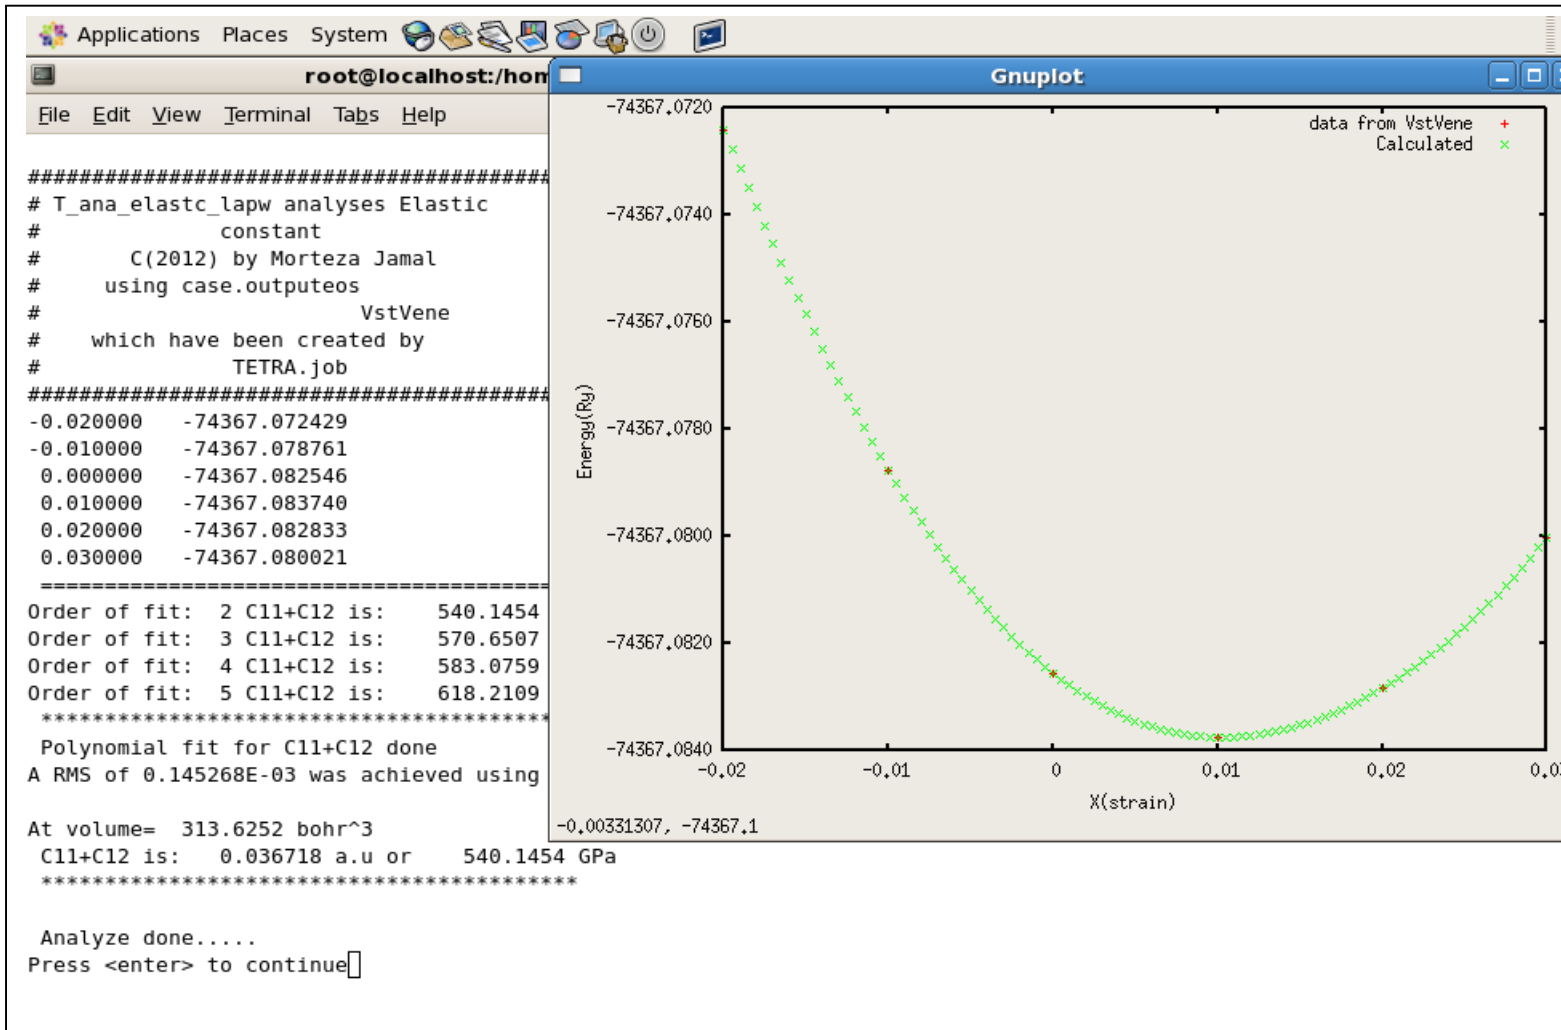 Applications Places System
root@localhost:/hom
File Edit View Terminal Tabs Help
###########################################
# T_ana_elastc_lapw analyses Elastic
# constant
# C(2012) by Morteza Jamal
# using case.outputeos
# VstVene
# which have been created by
# TETRA.job
###########################################
-0.020000 -74367.072429
-0.010000 -74367.078761
0.000000 -74367.082546
0.010000 -74367.083740
0.020000 -74367.082833
0.030000 -74367.080021
========================================
Order of fit: 2 C11+C12 is: 540.1454
Order of fit: 3 C11+C12 is: 570.6507
Order of fit: 4 C11+C12 is: 583.0759
Order of fit: 5 C11+C12 is: 618.2109
****************************************
Polynomial fit for C11+C12 done
A RMS of 0.145268E-03 was achieved using
At volume= 313.6252 bohr^3
C11+C12 is: 0.036718 a.u or 540.1454 GPa
******************************************
Analyze done.....
Press <enter> to continue
Gnuplot
data from VstVene
Calculated
-74367.0720
-74367.0740
-74367.0760
-74367.0780
-74367.0800
-74367.0820
-74367.0840
Energy(Ry)
-0.02 -0.01 0 0.01 0.02 0.0
X(strain)
-0.00331307, -74367.1